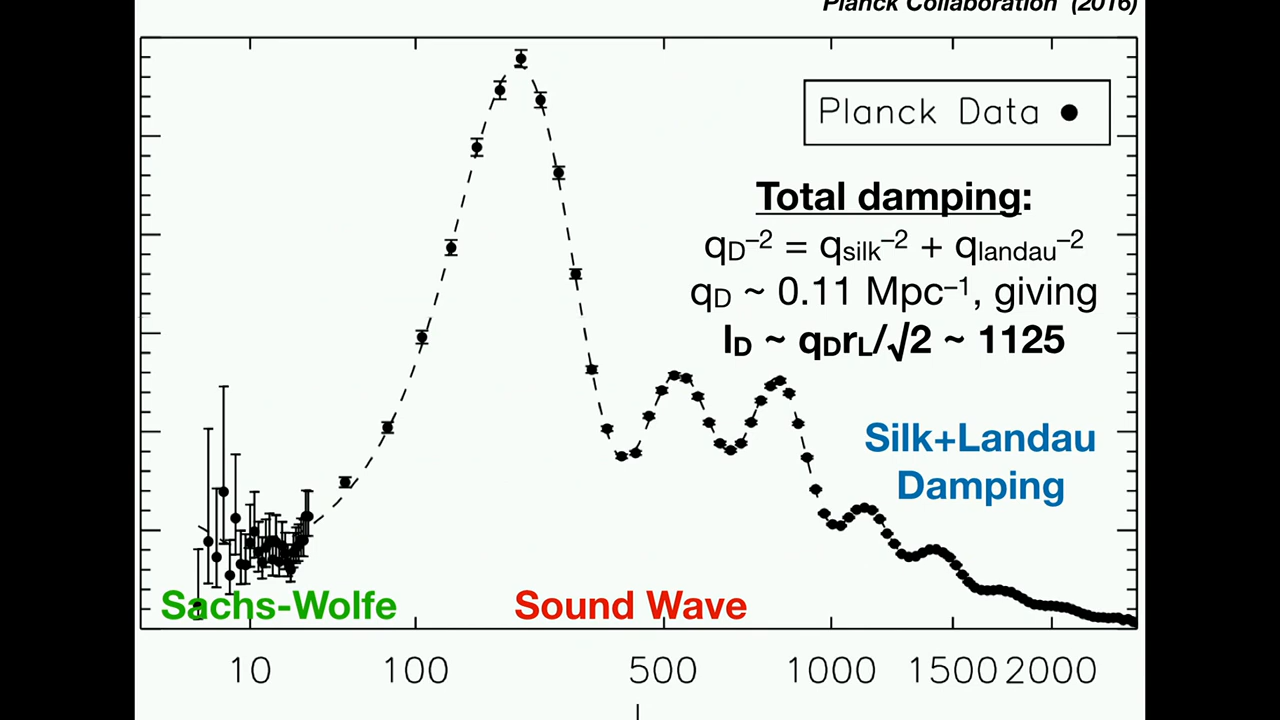 Planck Collaboration (2016)
Planck Data
Total damping:
qD–2 = qsilk–2 + qlandau–2
qD ~ 0.11 Mpc–1, giving
lD ~ qDrL/√2 ~ 1125
Silk+Landau
Damping
Sachs-Wolfe
Sound Wave
10 100 500 1000 1500 2000